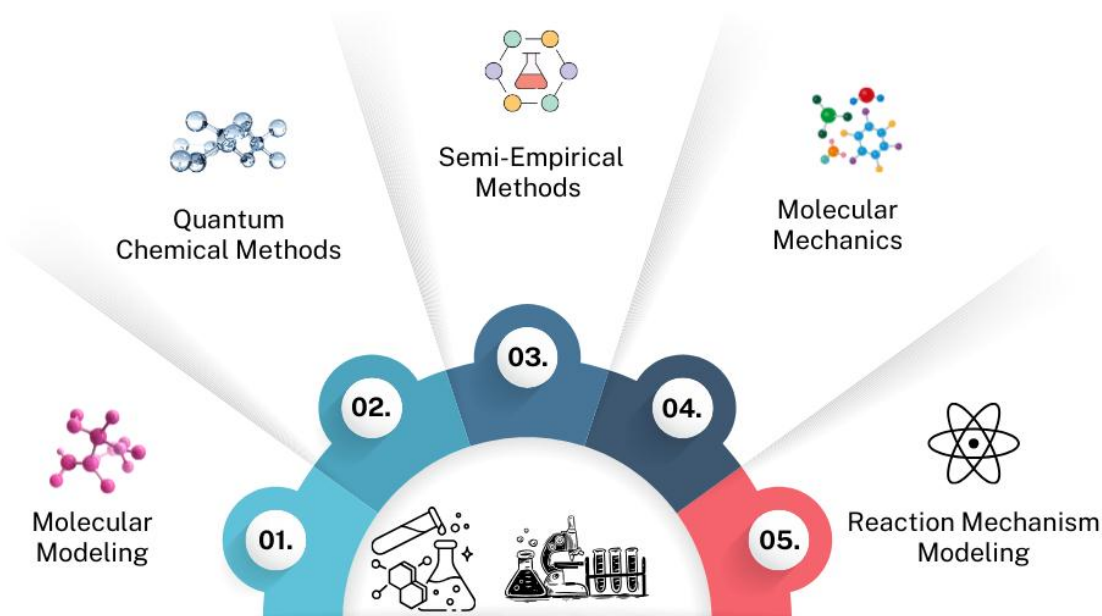 01.
Molecular
Modeling
02.
Quantum
Chemical Methods
03.
Semi-Empirical
Methods
04.
Molecular
Mechanics
05.
Reaction Mechanism
Modeling